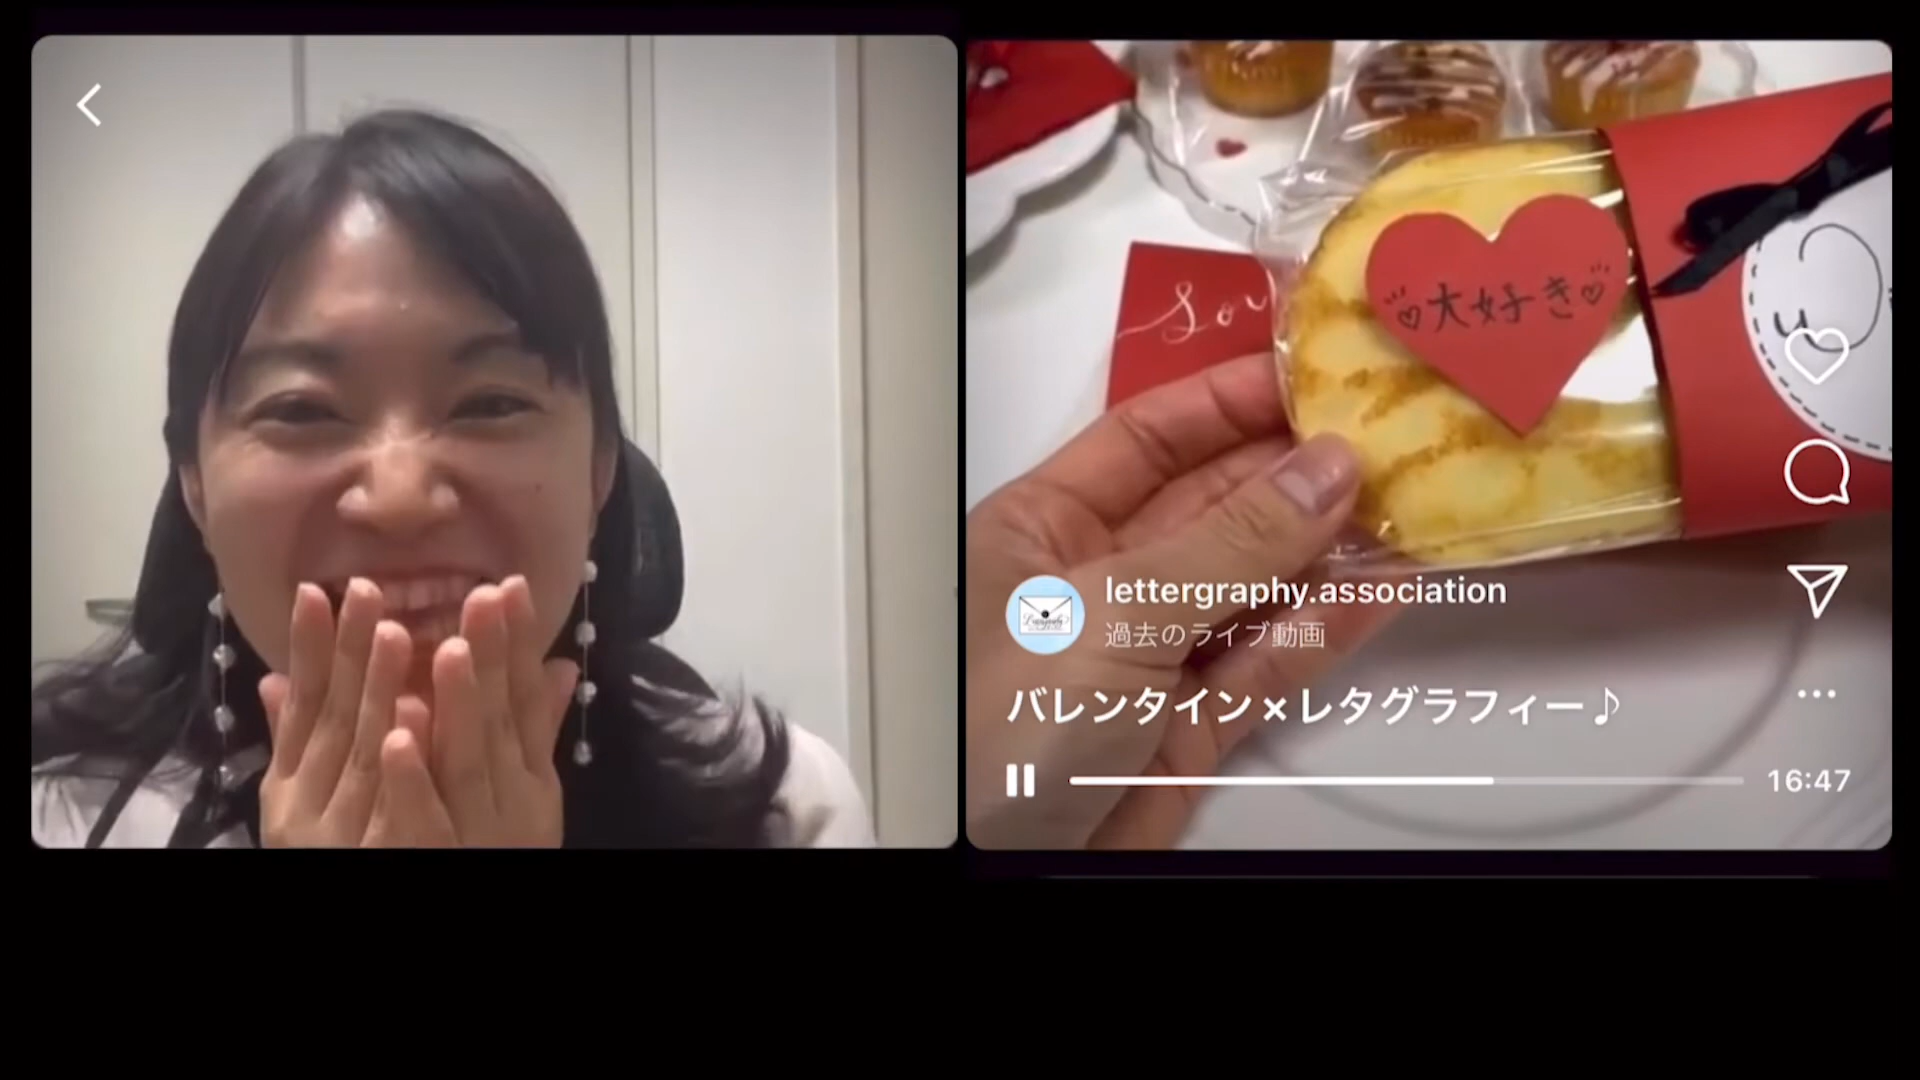 大好き
lettergraphy.association
過去のライブ動画
バレンタイン×レタグラフィー♪
16:47